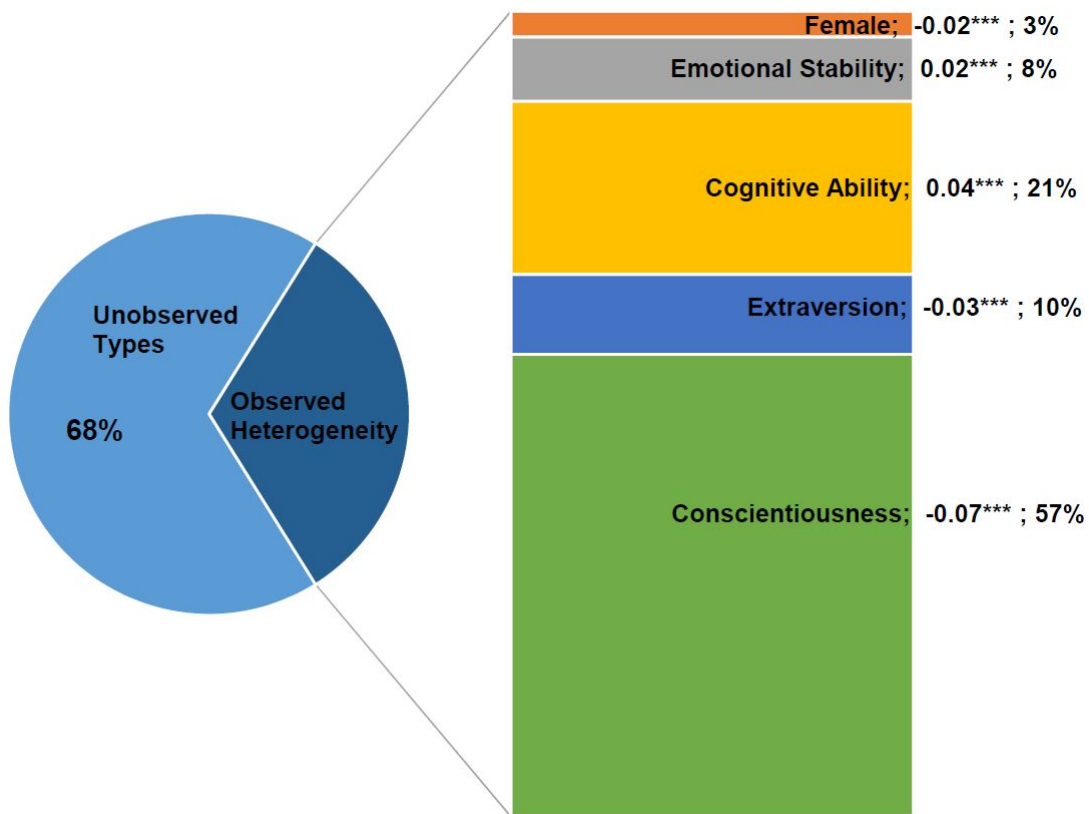 Female; -0.02*** ; 3%
Emotional Stability; 0.02*** ; 8%
Cognitive Ability; 0.04*** ; 21%
Extraversion; -0.03*** ; 10%
Unobserved
Types
68%
Observed
Heterogeneity
Conscientiousness; -0.07*** ; 57%